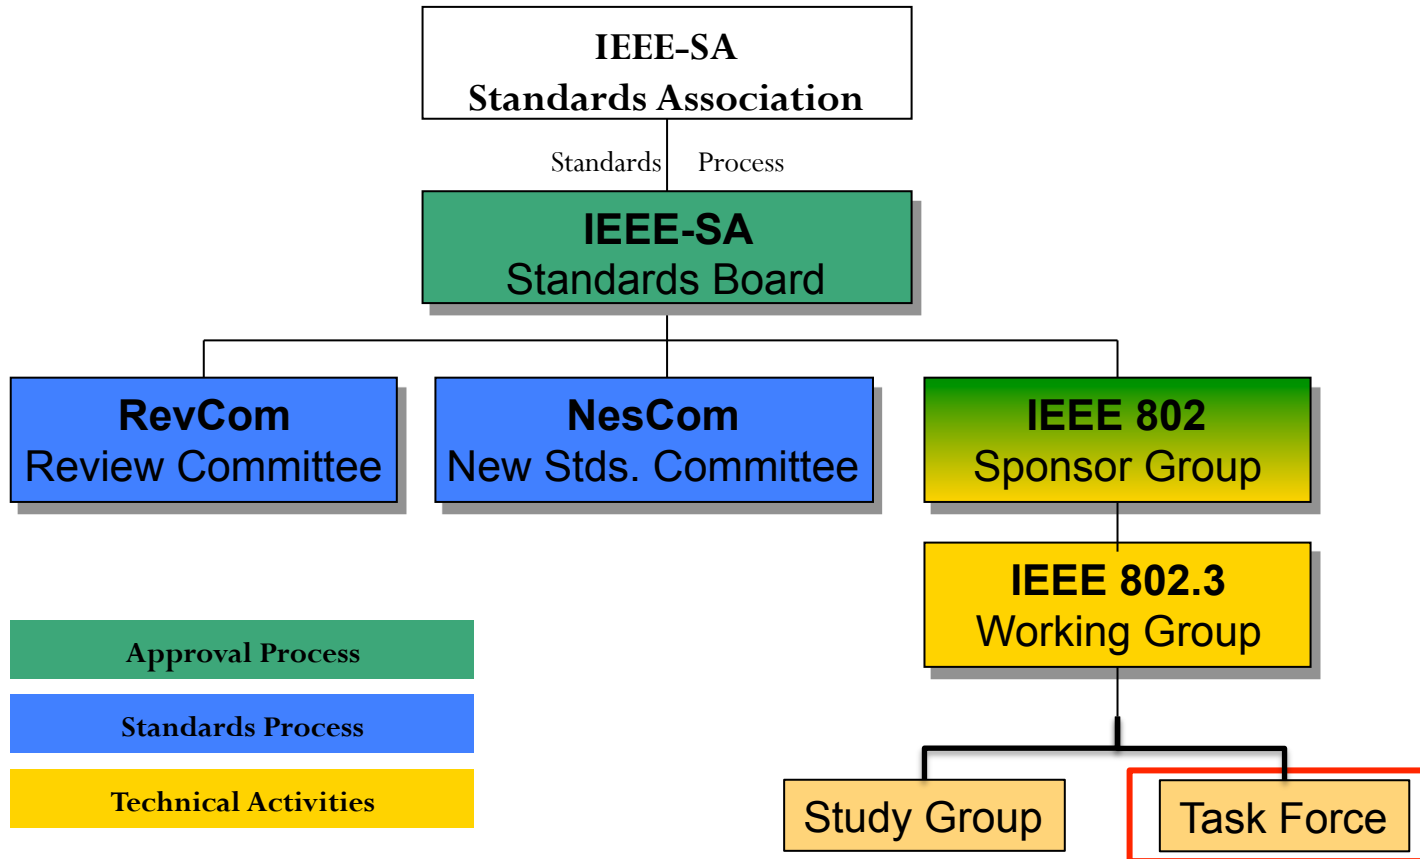 IEEE-SA
Standards Association
Standards Process
IEEE-SA
Standards Board
RevCom
Review Committee
NesCom
New Stds. Committee
IEEE 802
Sponsor Group
IEEE 802.3
Working Group
Approval Process
Standards Process
Technical Activities
Study Group
Task Force